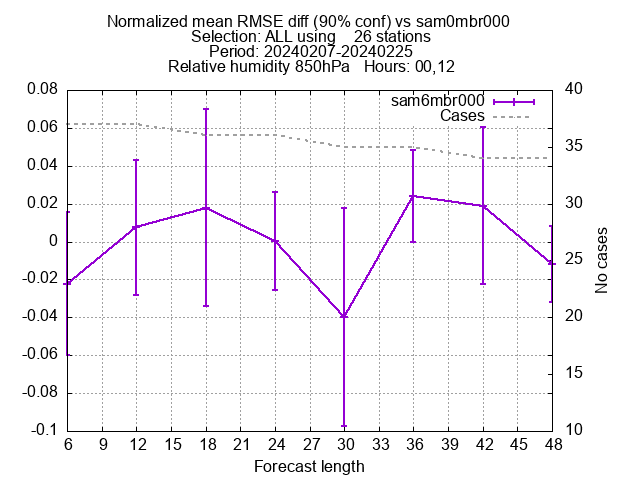 Normalized mean RMSE diff (90% conf) vs sam0mbr000
Selection: ALL using    26 stations
Period: 20240207-20240225
Relative humidity 850hPa   Hours: 00,12
sam6mbr000
Cases
0.08
0.06
0.04
0.02
0
-0.02
-0.04
-0.06
-0.08
-0.1
40
35
30
25
20
15
10
No cases
6 9 12 15 18 21 24 27 30 33 36 39 42 45 48
Forecast length